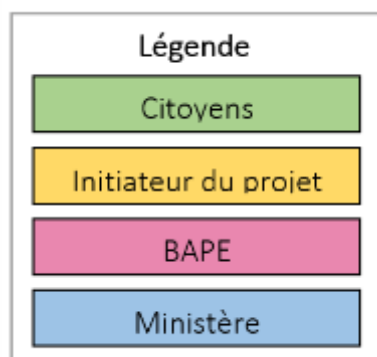 Légende
Citoyens
Initiateur du projet
BAPE
Ministère